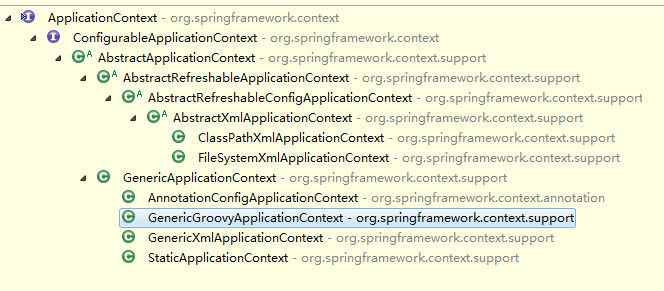 ApplicationContext - org.springframework.context
ConfigurableApplicationContext - org.springframework.context
AbstractApplicationContext - org.springframework.context.support
AbstractRefreshableApplicationContext - org.springframework.context.support
AbstractRefreshableConfigApplicationContext - org.springframework.context.support
AbstractXmlApplicationContext - org.springframework.context.support
ClassPathXmlApplicationContext - org.springframework.context.support
FileSystemXmlApplicationContext - org.springframework.context.support
GenericApplicationContext - org.springframework.context.support
AnnotationConfigApplicationContext - org.springframework.context.annotation
GenericGroovyApplicationContext - org.springframework.context.support
GenericXmlApplicationContext - org.springframework.context.support
StaticApplicationContext - org.springframework.context.support